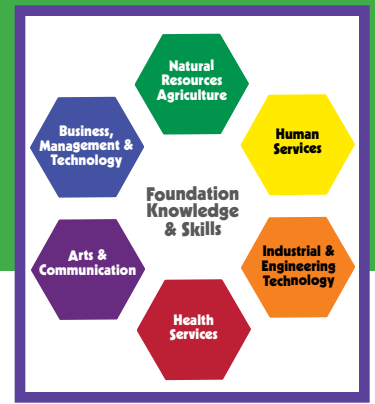 Natural
Resources
Agriculture
Business,
Management &
Technology
Human
Services
Foundation
Knowledge
& Skills
Arts &
Communication
Industrial &
Engineering
Technology
Health
Services